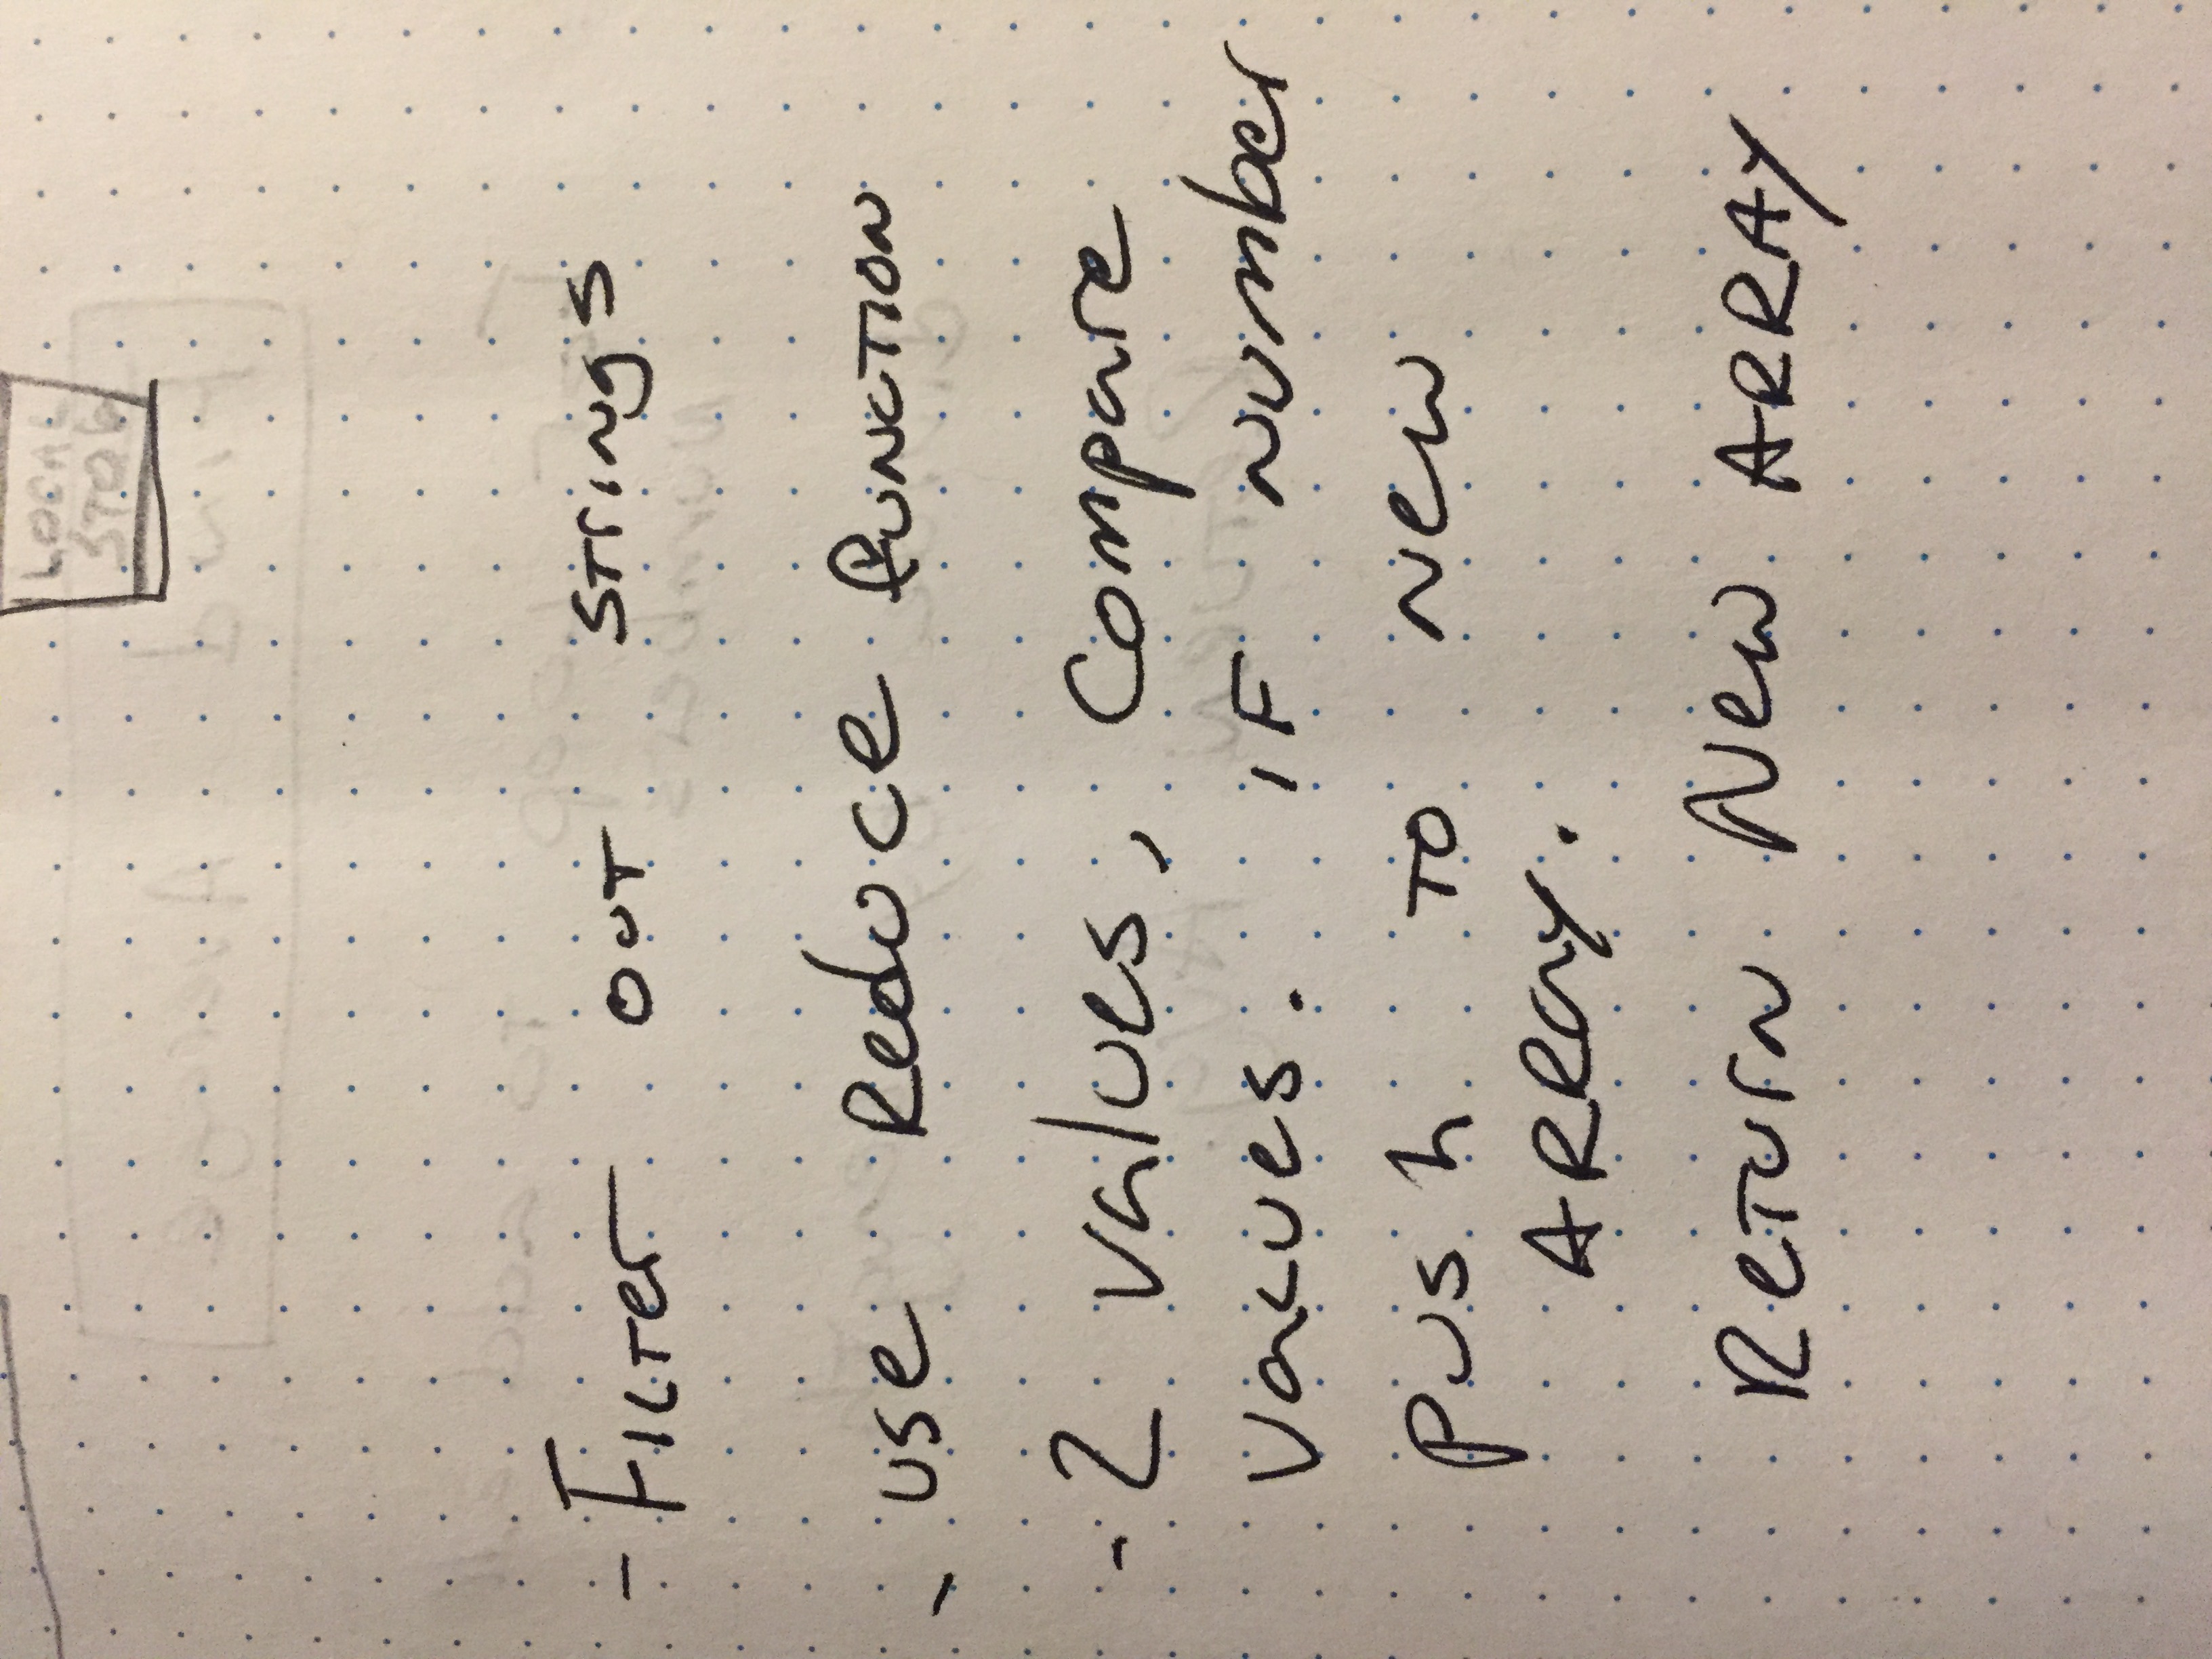 LOCAL
STOG
- Filter out strings
- use Reduce function
- 2 values, Compare
values. if number
push to new
ARRay.
Return New ARRAY